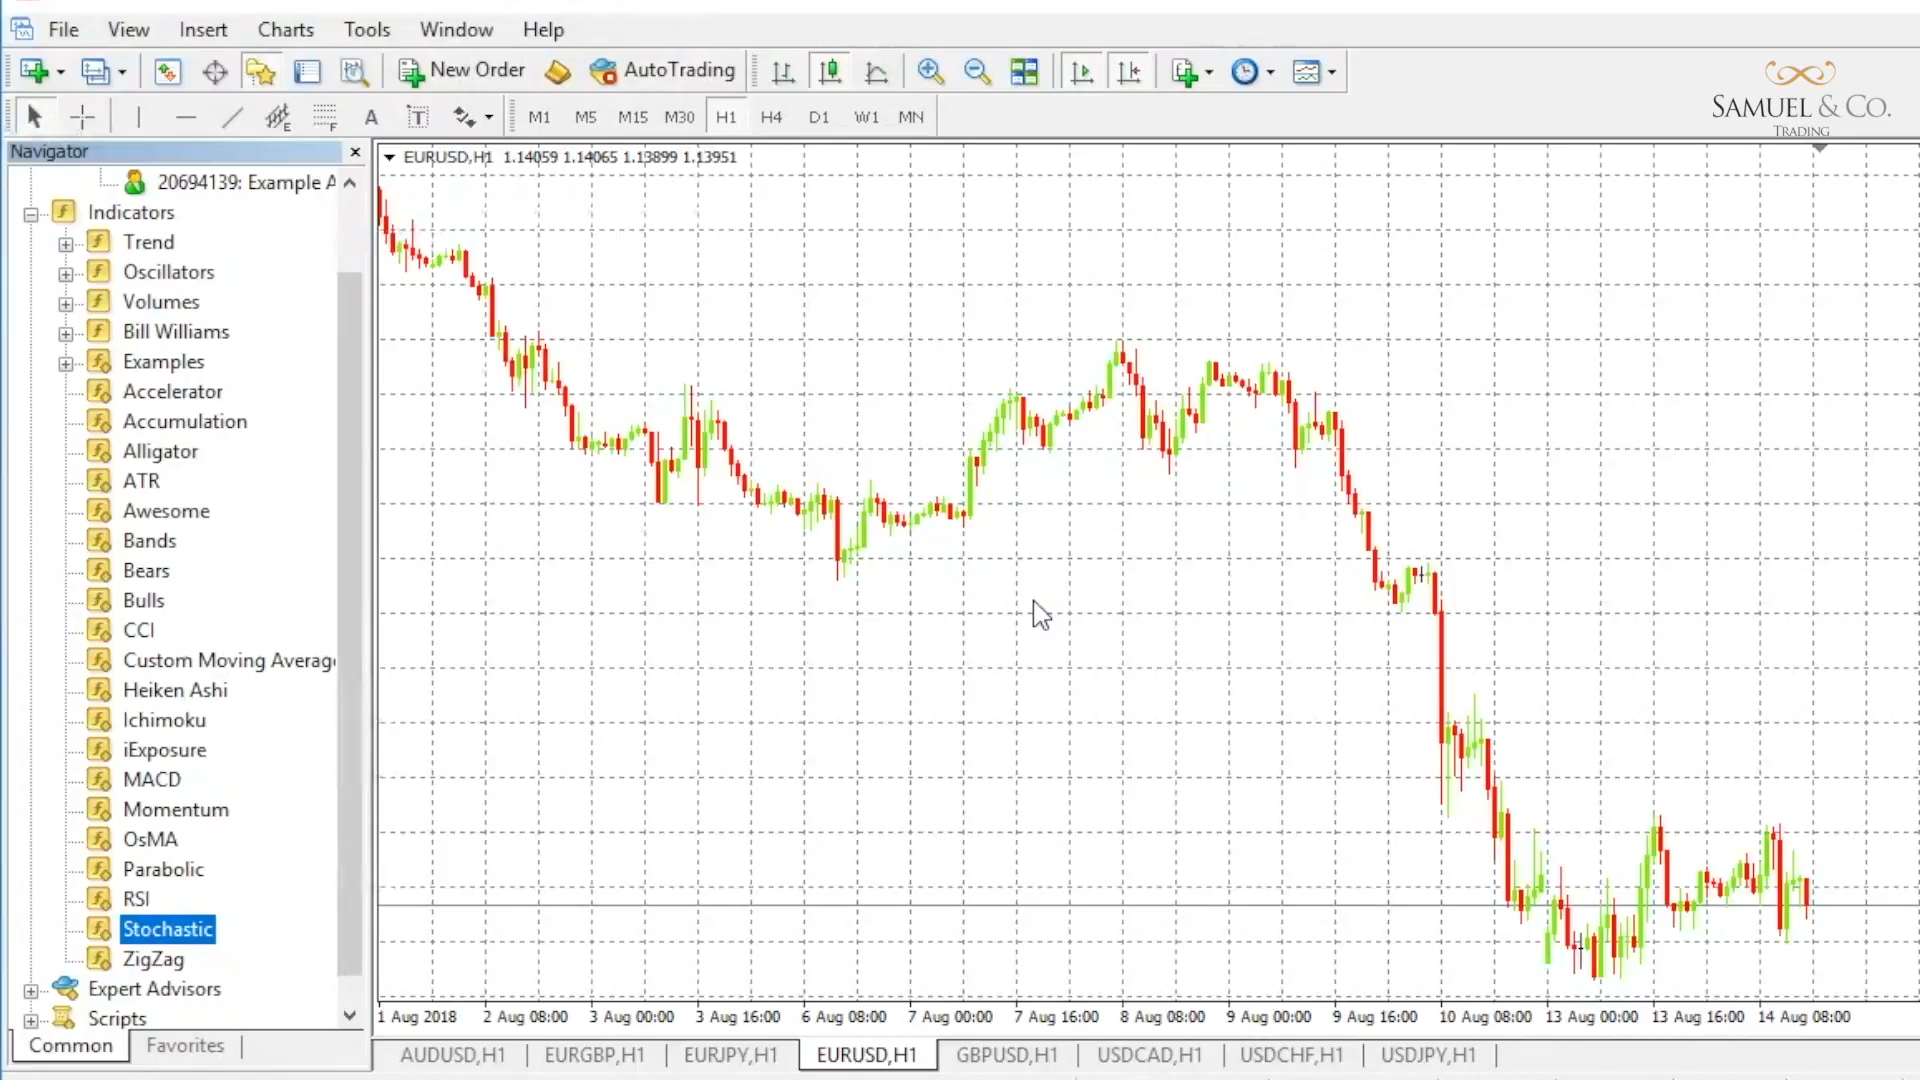 File View Insert Charts Tools Window Help
New Order AutoTrading
SAMUEL & CO.
TRADING
E F A T M1 M5 M15 M30 H1 H4 D1 W1 MN
Navigator
EURUSD,H1 1.14059 1.14065 1.13899 1.13951
20694139: Example A
Indicators
Trend
Oscillators
Volumes
Bill Williams
Examples
Accelerator
Accumulation
Alligator
ATR
Awesome
Bands
Bears
Bulls
CCI
Custom Moving Average
Heiken Ashi
Ichimoku
iExposure
MACD
Momentum
OsMA
Parabolic
RSI
Stochastic
ZigZag
Expert Advisors
Scripts
Common Favorites
1 Aug 2018 2 Aug 08:00 3 Aug 00:00 3 Aug 16:00 6 Aug 08:00 7 Aug 00:00 7 Aug 16:00 8 Aug 08:00 9 Aug 00:00 9 Aug 16:00 10 Aug 08:00 13 Aug 00:00 13 Aug 16:00 14 Aug 08:00
AUDUSD,H1 EURGBP,H1 EURJPY,H1 EURUSD,H1 GBPUSD,H1 USDCAD,H1 USDCHF,H1 USDJPY,H1